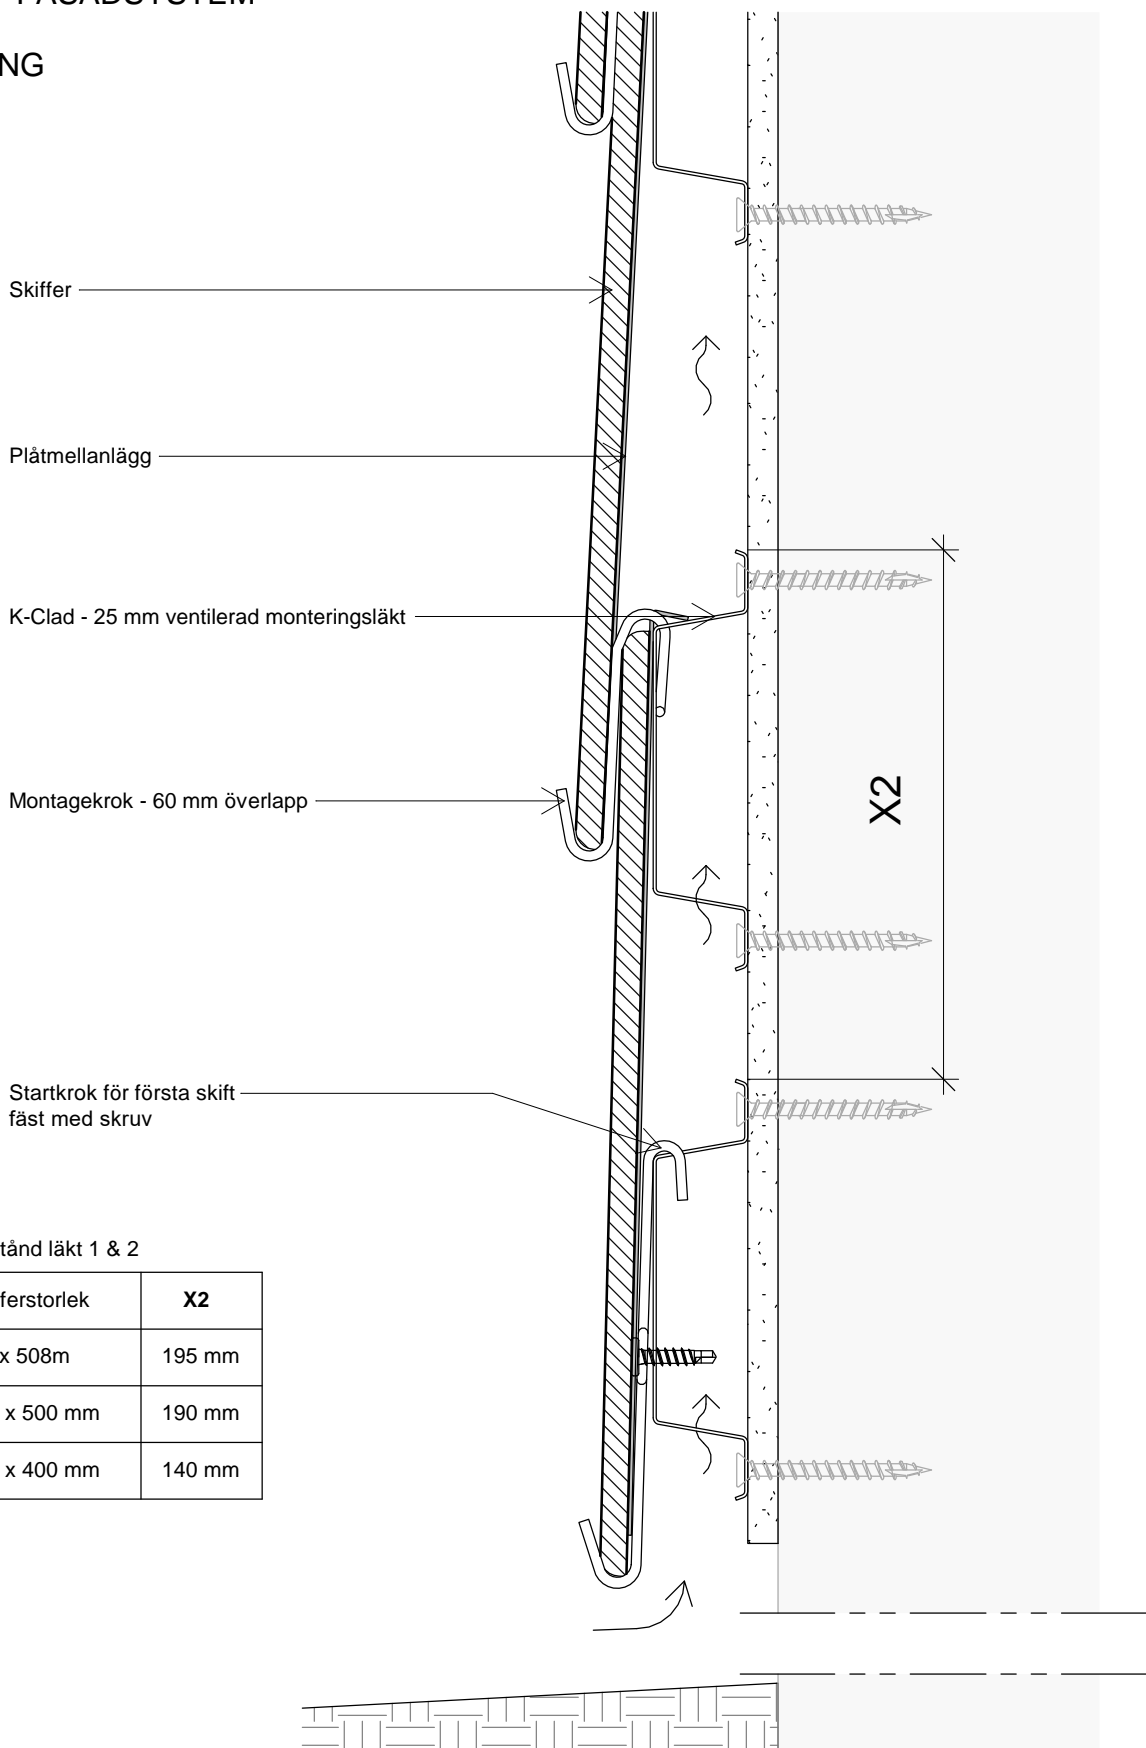 FASADSYSTEM
NG
Skiffer
Plåtmellanlägg
K-Clad - 25 mm ventilerad monteringsläkt
Montagekrok - 60 mm överlapp
X2
Startkrok för första skift
fäst med skruv
tånd läkt 1 & 2
ferstorlek X2
x 508m 195 mm
x 500 mm 190 mm
x 400 mm 140 mm